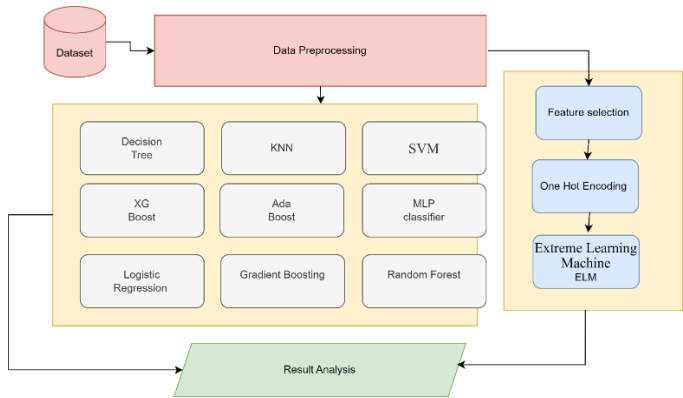 Dataset
Data Preprocessing
Feature selection
One Hot Encoding
Extreme Learning
Machine
ELM
Decision
Tree
KNN
SVM
XG
Boost
Ada
Boost
MLP
classifier
Logistic
Regression
Gradient Boosting
Random Forest
Result Analysis